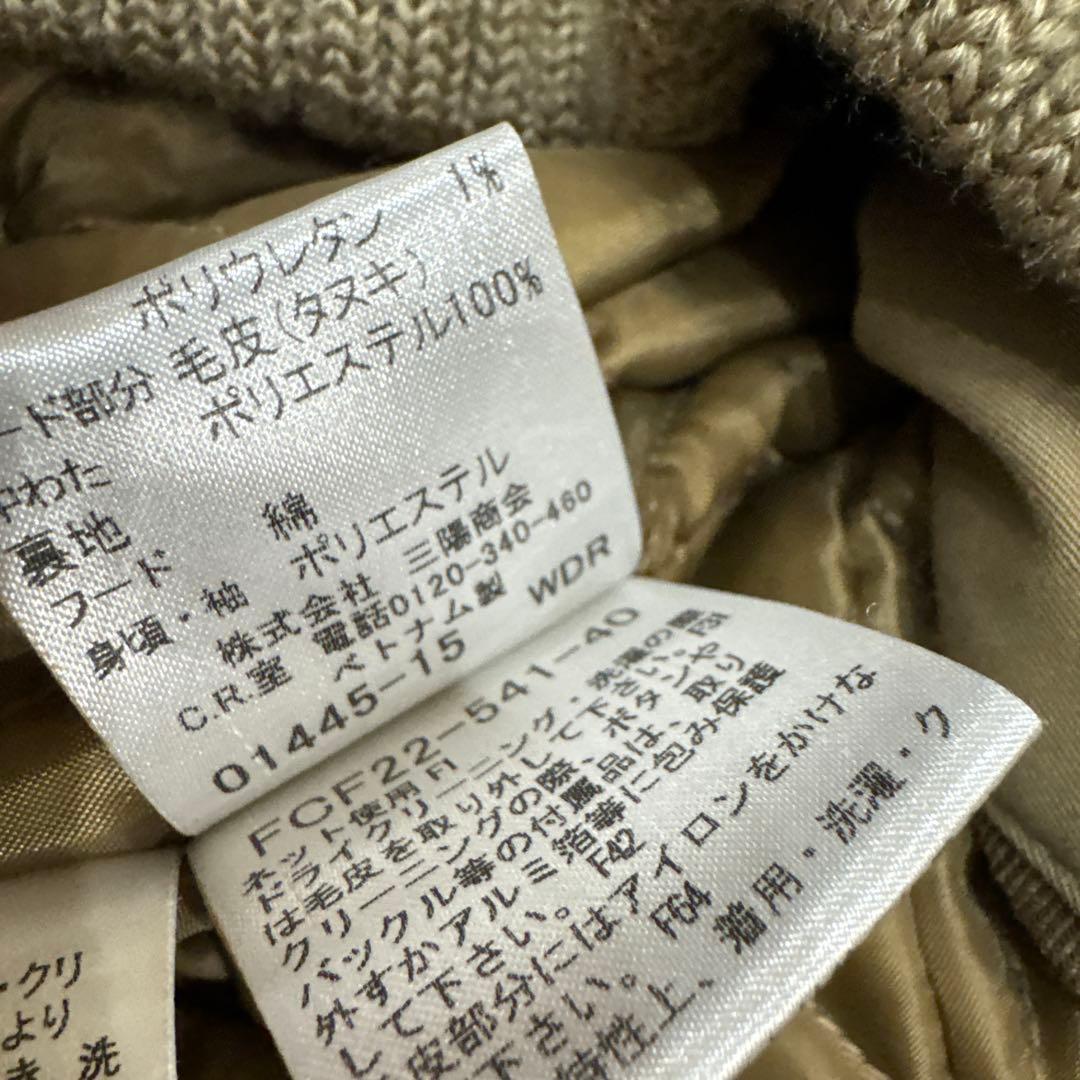 ポリウレタン 1%
ード部分 毛皮(タヌキ)
中わた ポリエステル100%
裏地
フード 綿
身頃・袖 ポリエステル
株式会社 三陽商会
C.R.室 電話0120-340-460
ベトナム製
01445-15 WDR
FCF22-541-40
ネット使用 F1
ドライクリーニング・洗濯の際
は毛皮を取り外して下さい。 F31
クリーニングの際、ボタンや
バックル等の付属品は、取り
外すかアルミ箔等に包み保護
して下さい。 F42
皮部分にはアイロンをかけな
下さい。 F64
特性上、着用・洗濯・ク
ークリ
より
洗